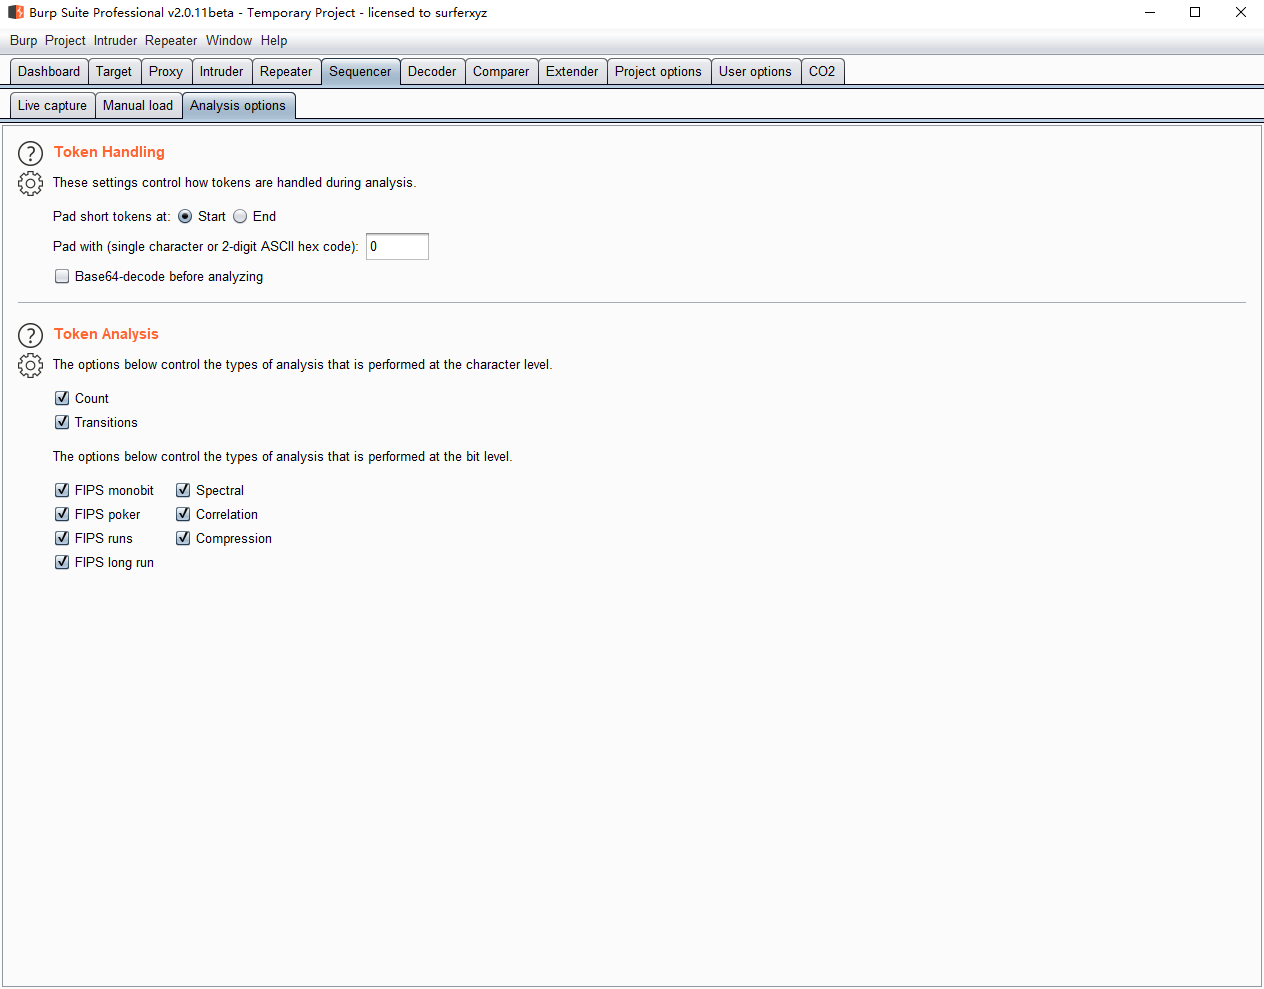 Burp Suite Professional v2.0.11beta - Temporary Project - licensed to surferxyz
Burp Project Intruder Repeater Window Help
Dashboard Target Proxy Intruder Repeater Sequencer Decoder Comparer Extender Project options User options CO2
Live capture Manual load Analysis options
? Token Handling
These settings control how tokens are handled during analysis.
Pad short tokens at: Start End
Pad with (single character or 2-digit ASCII hex code): 0
Base64-decode before analyzing
? Token Analysis
The options below control the types of analysis that is performed at the character level.
Count
Transitions
The options below control the types of analysis that is performed at the bit level.
FIPS monobit Spectral
FIPS poker Correlation
FIPS runs Compression
FIPS long run